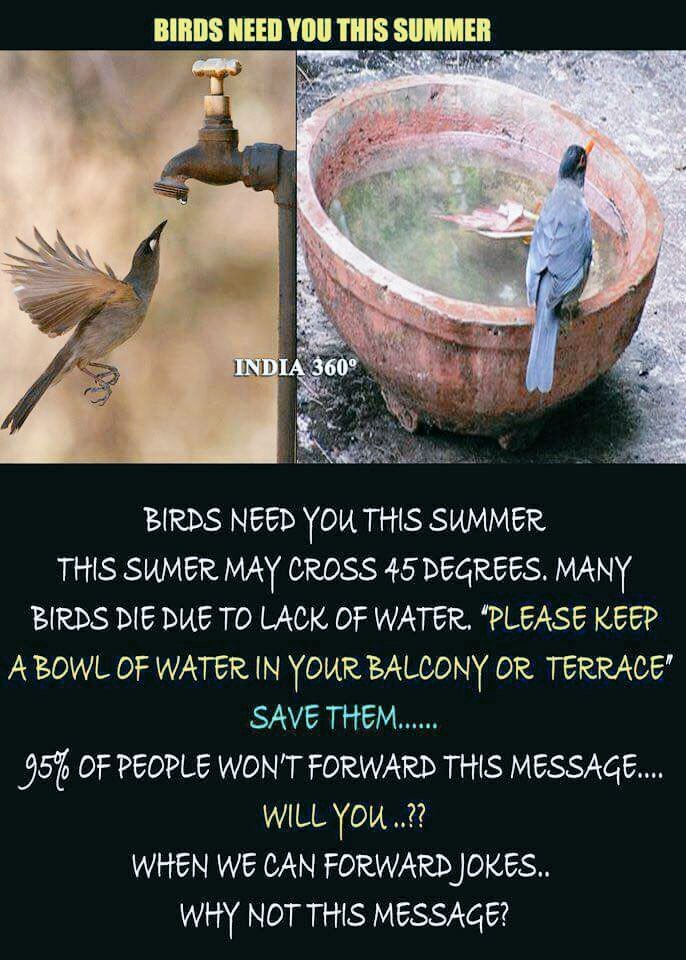 BIRDS NEED YOU THIS SUMMER
INDIA 360°
BIRDS NEED YOU THIS SUMMER
THIS SUMER MAY CROSS 45 DEGREES. MANY
BIRDS DIE DUE TO LACK OF WATER. "PLEASE KEEP
A BOWL OF WATER IN YOUR BALCONY OR TERRACE"
SAVE THEM......
95% OF PEOPLE WON'T FORWARD THIS MESSAGE....
WILL YOU ..??
WHEN WE CAN FORWARD JOKES..
WHY NOT THIS MESSAGE?